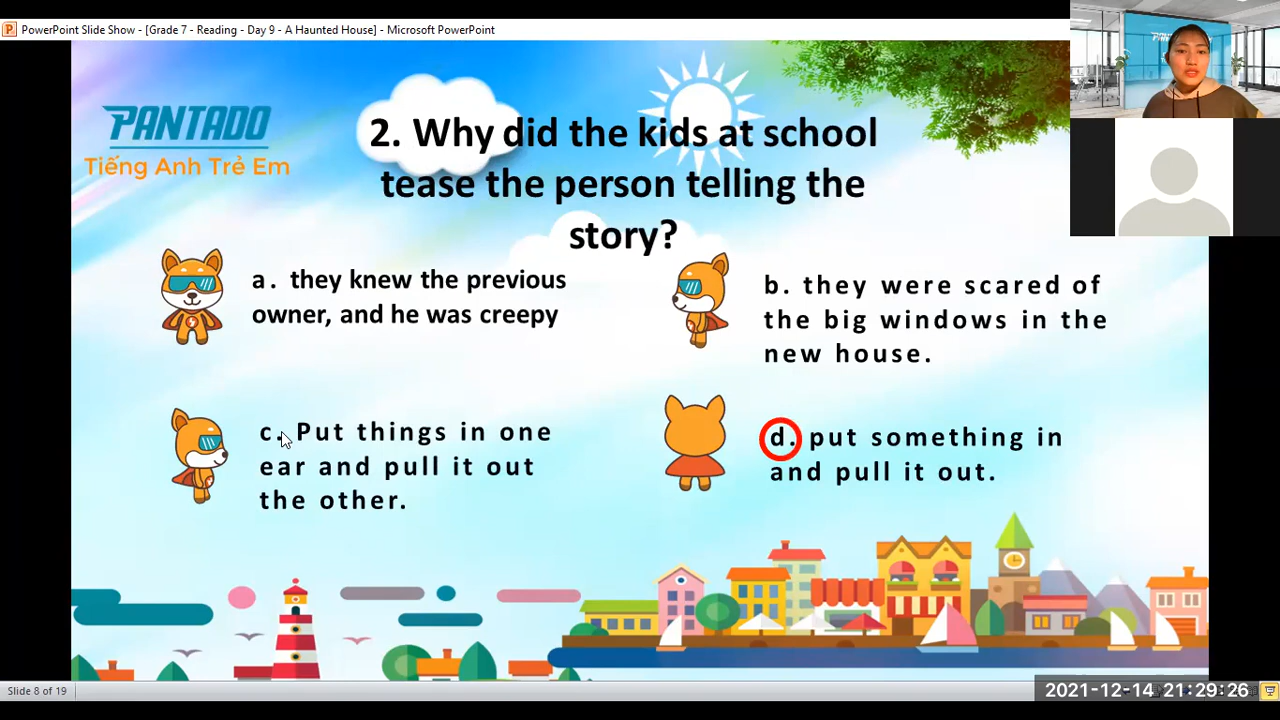 PowerPoint Slide Show - [Grade 7 - Reading - Day 9 - A Haunted House] - Microsoft PowerPoint
PANTADO
Tiếng Anh Trẻ Em
2. Why did the kids at school
tease the person telling the
story?
a. they knew the previous
owner, and he was creepy
b. they were scared of
the big windows in the
new house.
c. Put things in one
ear and pull it out
the other.
d. put something in
and pull it out.
Slide 8 of 19
2021-12-14 21:29:26